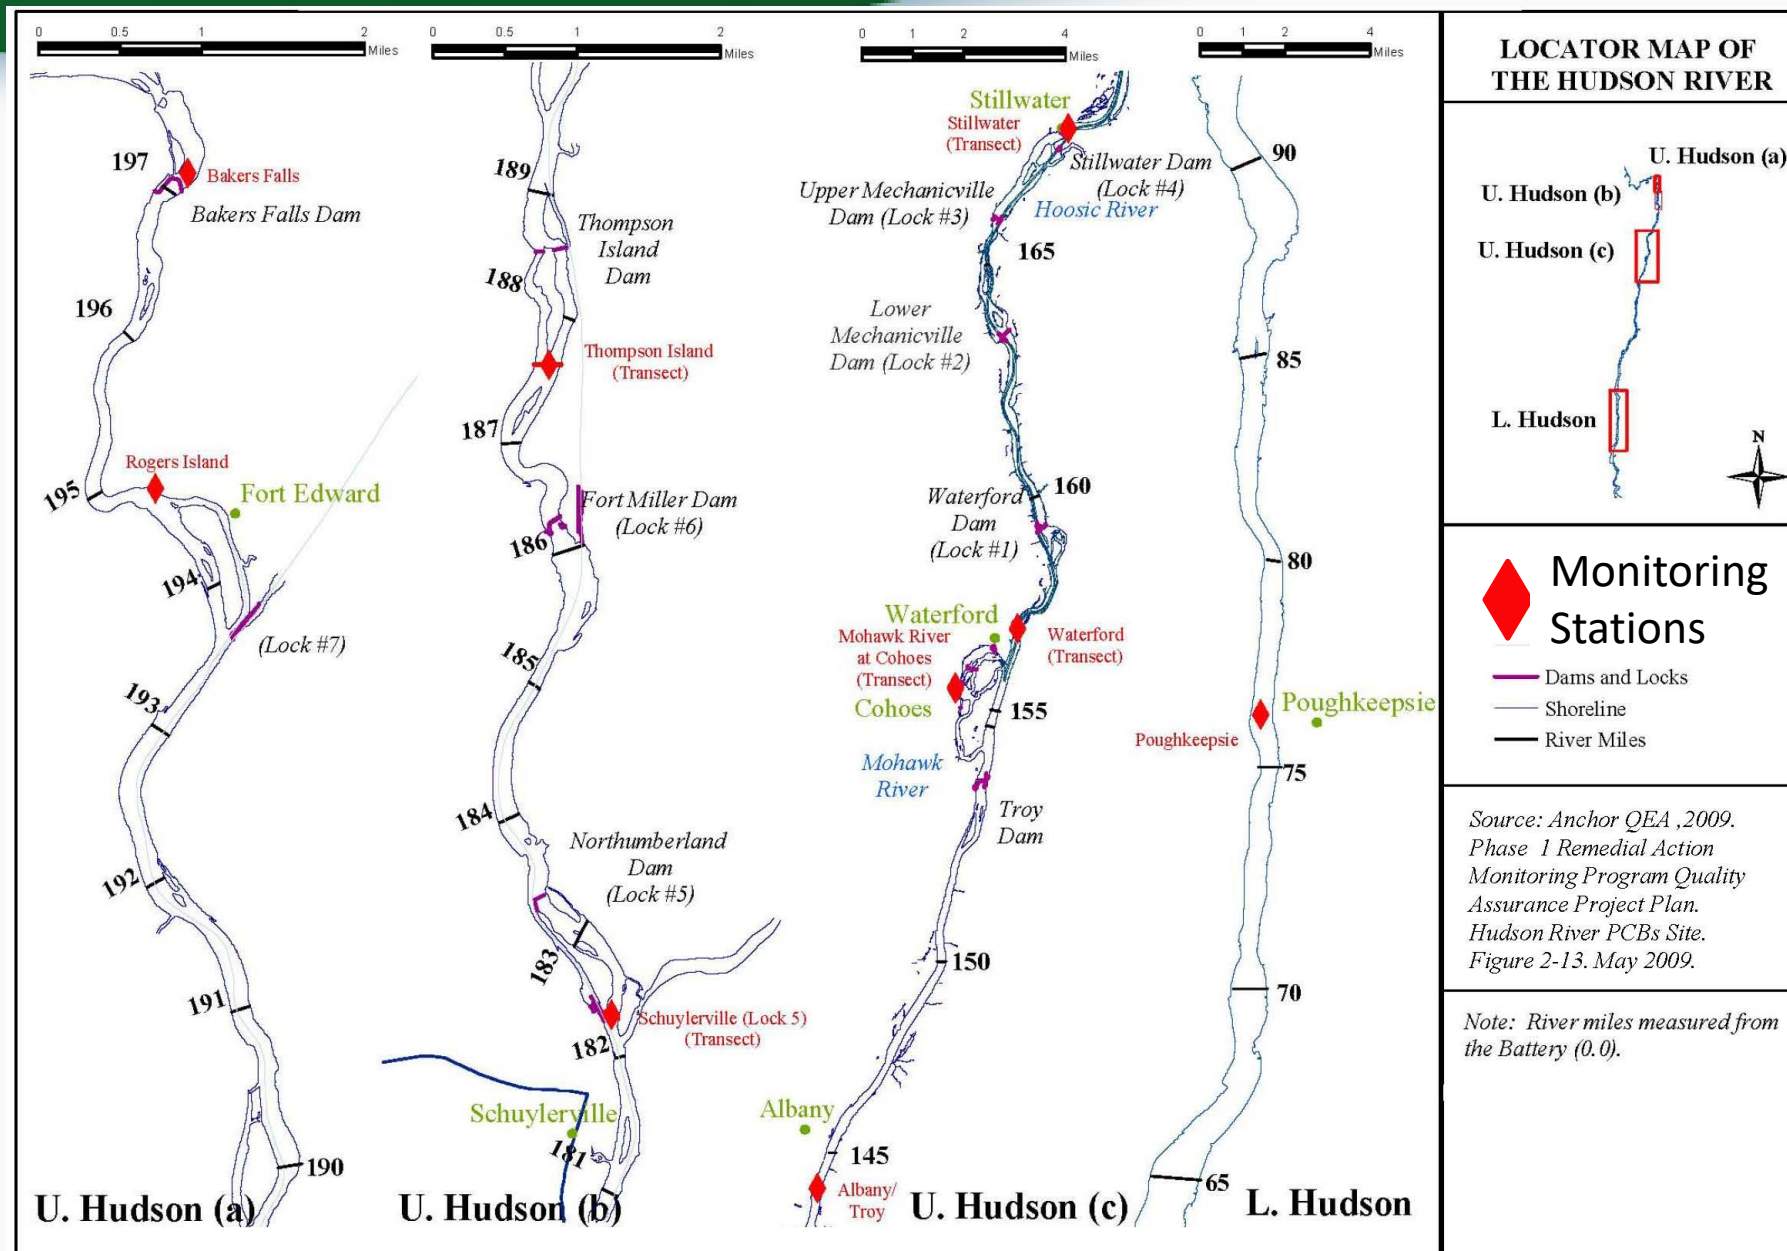 0 0.5 1 2
Miles
197
Bakers Falls
Bakers Falls Dam
196
Rogers Island
195
Fort Edward
194
(Lock #7)
193
192
191
190
U. Hudson (a)
0 0.5 1 2
Miles
189
Thompson
Island
Dam
188
Thompson Island
(Transect)
187
Fort Miller Dam
(Lock #6)
186
185
184
Northumberland
Dam
(Lock #5)
183
Schuylerville (Lock 5)
(Transect)
182
Schuylerville
181
U. Hudson (b)
0 1 2 4
Miles
Stillwater
Stillwater
(Transect)
Stillwater Dam
(Lock #4)
Upper Mechanicville
Dam (Lock #3)
Hoosic River
165
Lower
Mechanicville
Dam (Lock #2)
160
Waterford
Dam
(Lock #1)
Waterford
Mohawk River
at Cohoes
(Transect)
Waterford
(Transect)
Cohoes
155
Mohawk
River
Troy
Dam
150
Albany
145
Albany/
Troy
U. Hudson (c)
0 1 2 4
Miles
90
85
80
Poughkeepsie
Poughkeepsie
75
70
65
L. Hudson
LOCATOR MAP OF
THE HUDSON RIVER
U. Hudson (a)
U. Hudson (b)
U. Hudson (c)
L. Hudson
N
Monitoring
Stations
Dams and Locks
Shoreline
River Miles
Source: Anchor QEA ,2009.
Phase 1 Remedial Action
Monitoring Program Quality
Assurance Project Plan.
Hudson River PCBs Site.
Figure 2-13. May 2009.
Note: River miles measured from
the Battery (0.0).